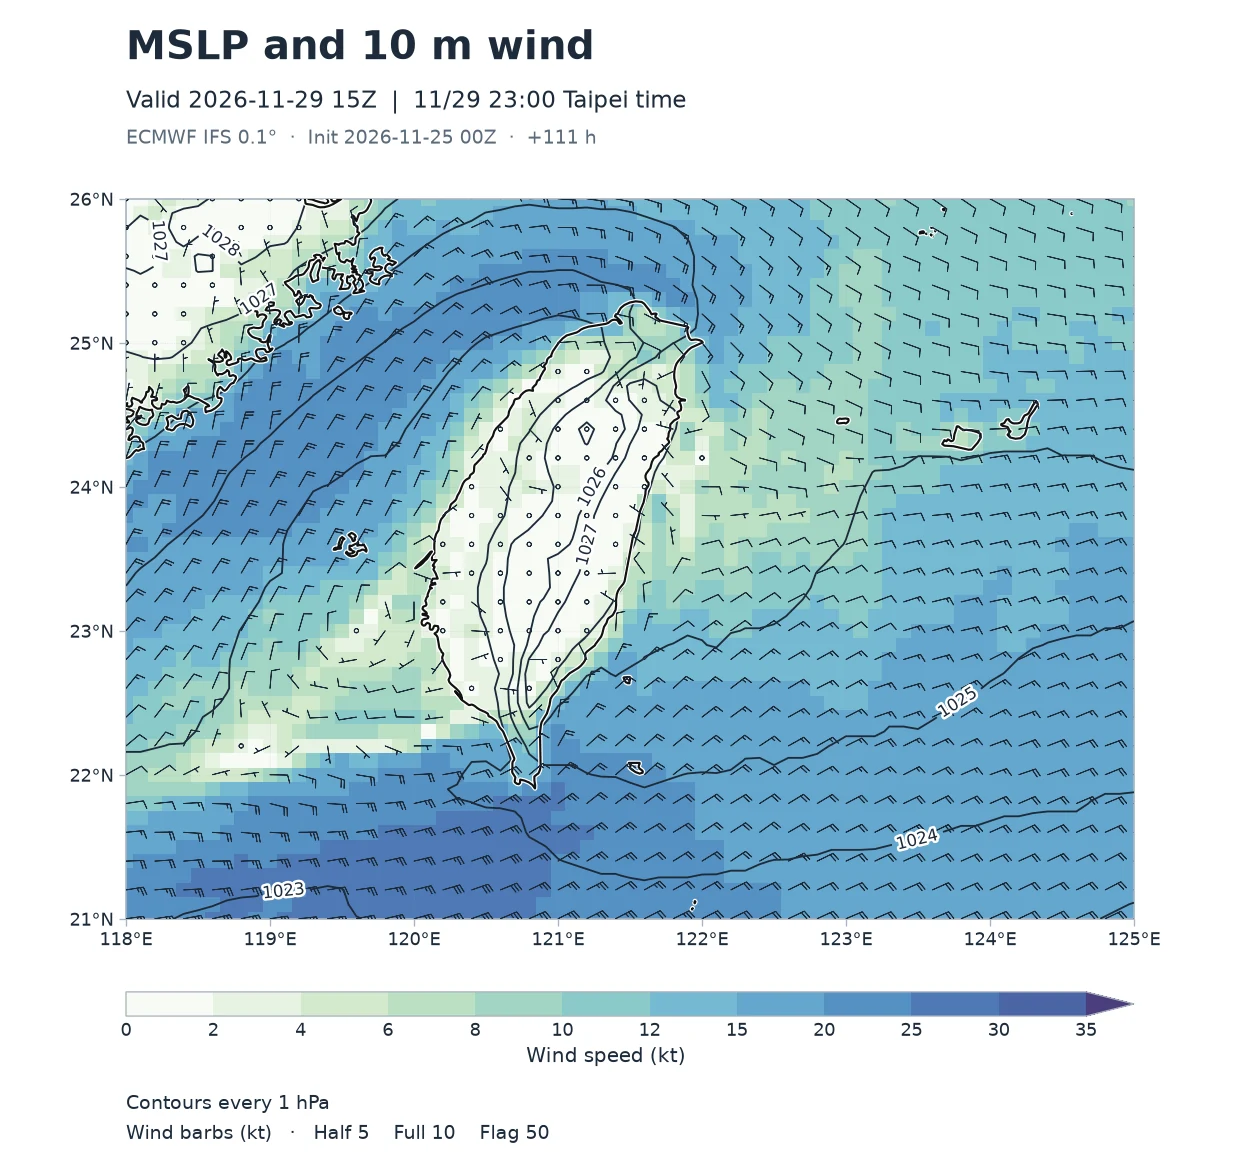 MSLP and 10 m wind
Valid 2026-11-29 15Z | 11/29 23:00 Taipei time
ECMWF IFS 0.1° · Init 2026-11-25 00Z · +111 h
26°N
25°N
24°N
23°N
22°N
21°N
1027
1028
1027
1026
1027
1025
1024
1023
118°E 119°E 120°E 121°E 122°E 123°E 124°E 125°E
0 2 4 6 8 10 12 15 20 25 30 35
Wind speed (kt)
Contours every 1 hPa
Wind barbs (kt) · Half 5 Full 10 Flag 50